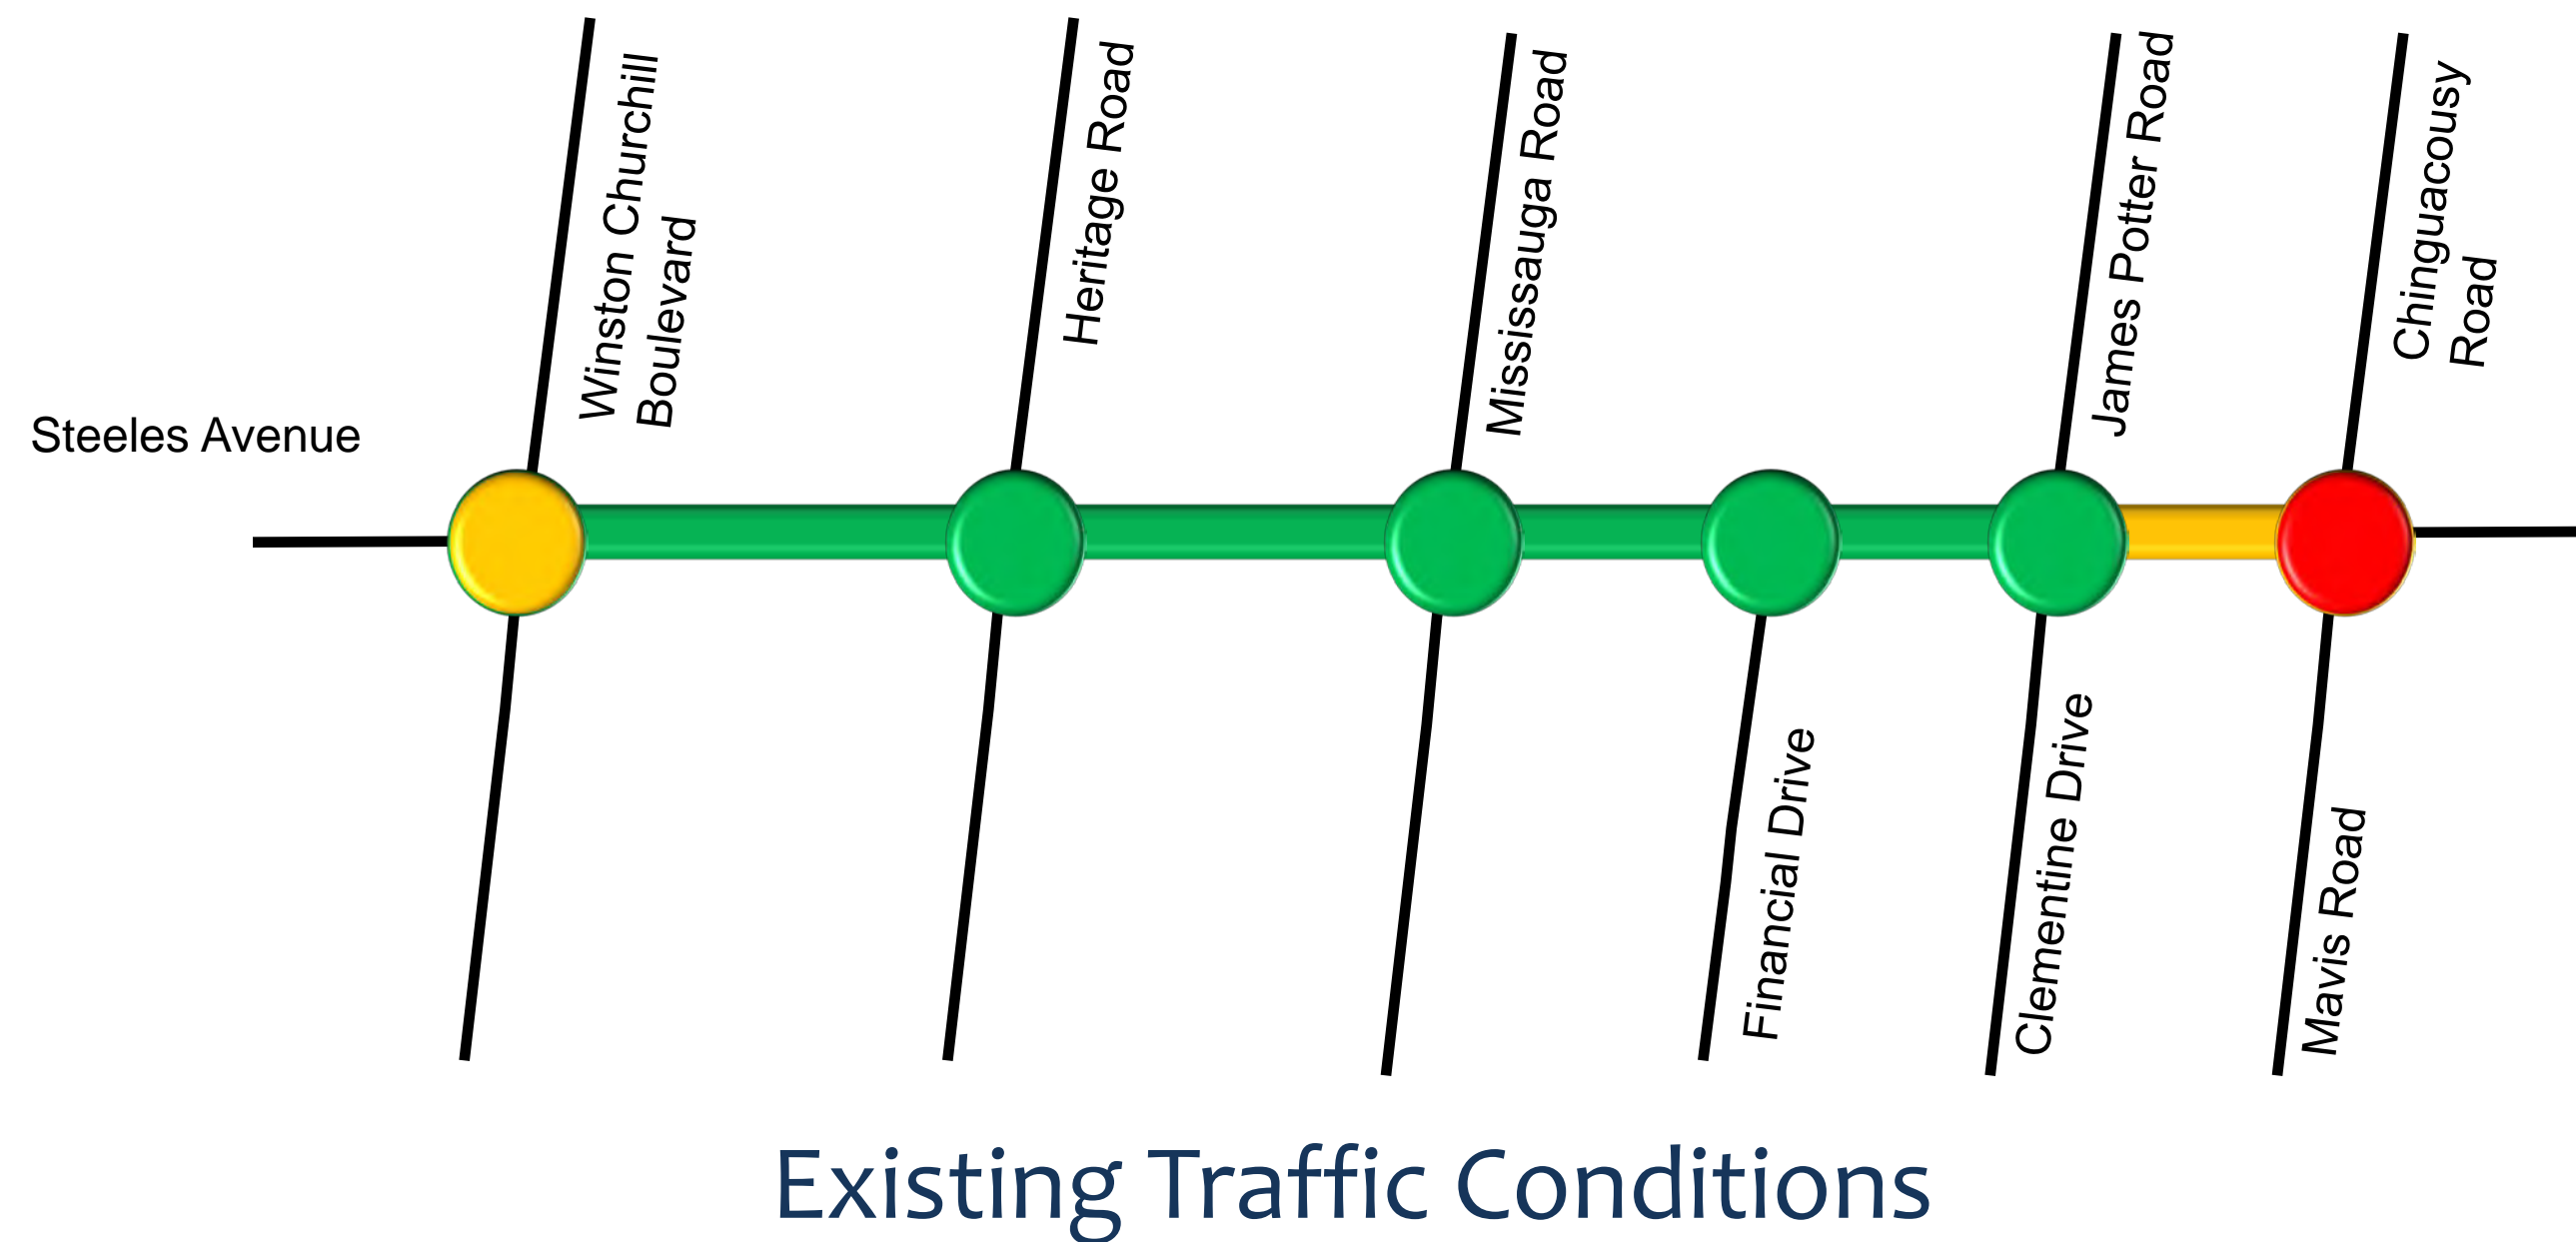 Winston Churchill
Boulevard
Heritage Road
Mississauga Road
James Potter Road
Chinguacousy
Road
Steeles Avenue
Financial Drive
Clementine Drive
Mavis Road
Existing Traffic Conditions